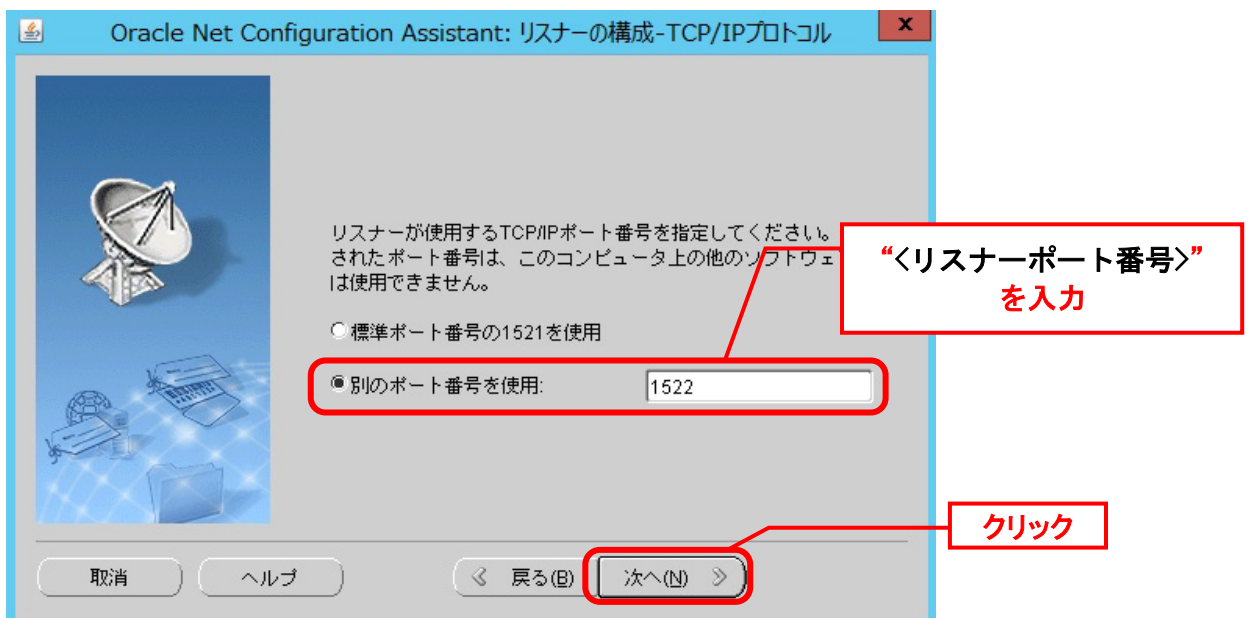 Oracle Net Configuration Assistant: リスナーの構成-TCP/IPプロトコル
x
リスナーが使用するTCP/IPポート番号を指定してください。
されたポート番号は、このコンピュータ上の他のソフトウェ
は使用できません。
標準ポート番号の1521を使用
別のポート番号を使用:
1522
“<リスナーポート番号>”
を入力
クリック
取消
ヘルプ
戻る(B)
次へ(N)